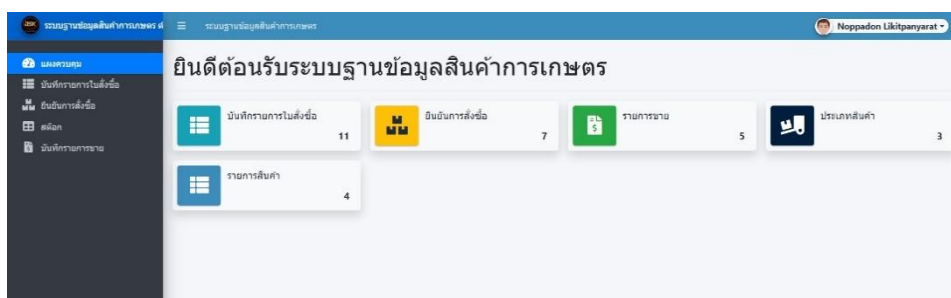 ระบบฐานข้อมูลสินค้าการเกษตร ต่
ระบบฐานข้อมูลสินค้าการเกษตร
Noppadon Likitpanyarat
แผงควบคุม
บันทึกรายการใบสั่งซื้อ
ยืนยันการสั่งซื้อ
สต๊อก
บันทึกรายการขาย
ยินดีต้อนรับระบบฐานข้อมูลสินค้าการเกษตร
บันทึกรายการใบสั่งซื้อ
11
ยืนยันการสั่งซื้อ
7
รายการขาย
5
ประเภทสินค้า
3
รายการสินค้า
4